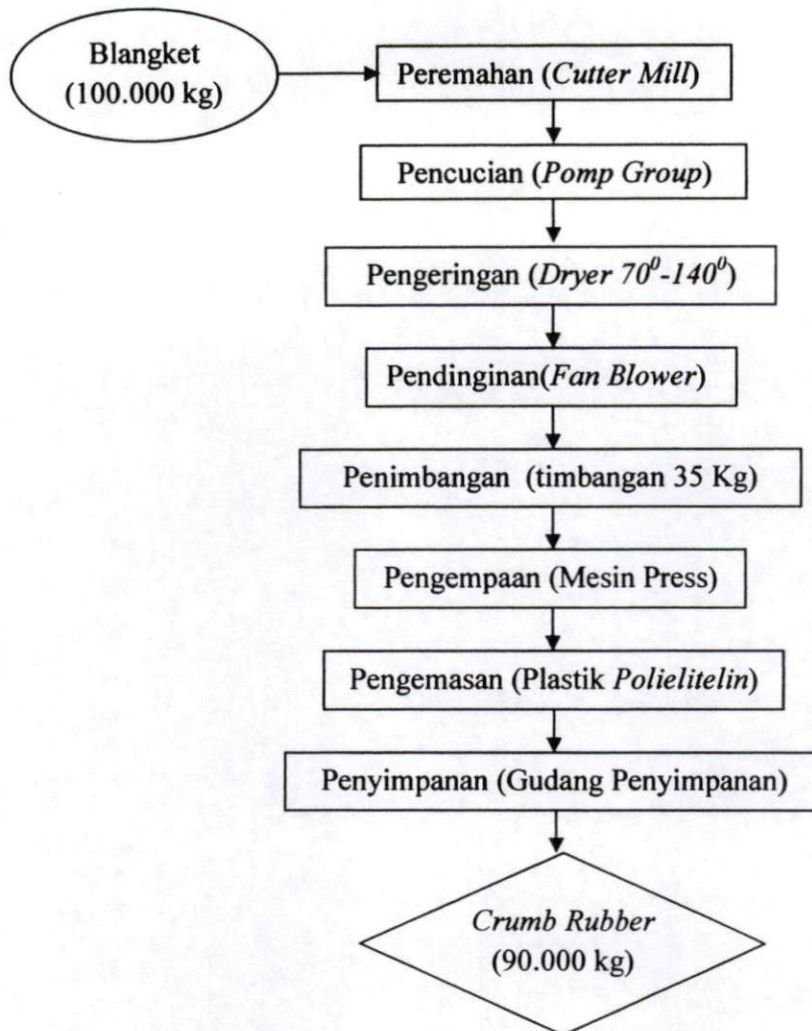 Blangket
(100.000 kg)
Peremahan (Cutter Mill)
Pencucian (Pomp Group)
Pengeringan (Dryer 70⁰-140⁰)
Pendinginan(Fan Blower)
Penimbangan (timbangan 35 Kg)
Pengempaan (Mesin Press)
Pengemasan (Plastik Polielitelin)
Penyimpanan (Gudang Penyimpanan)
Crumb Rubber
(90.000 kg)